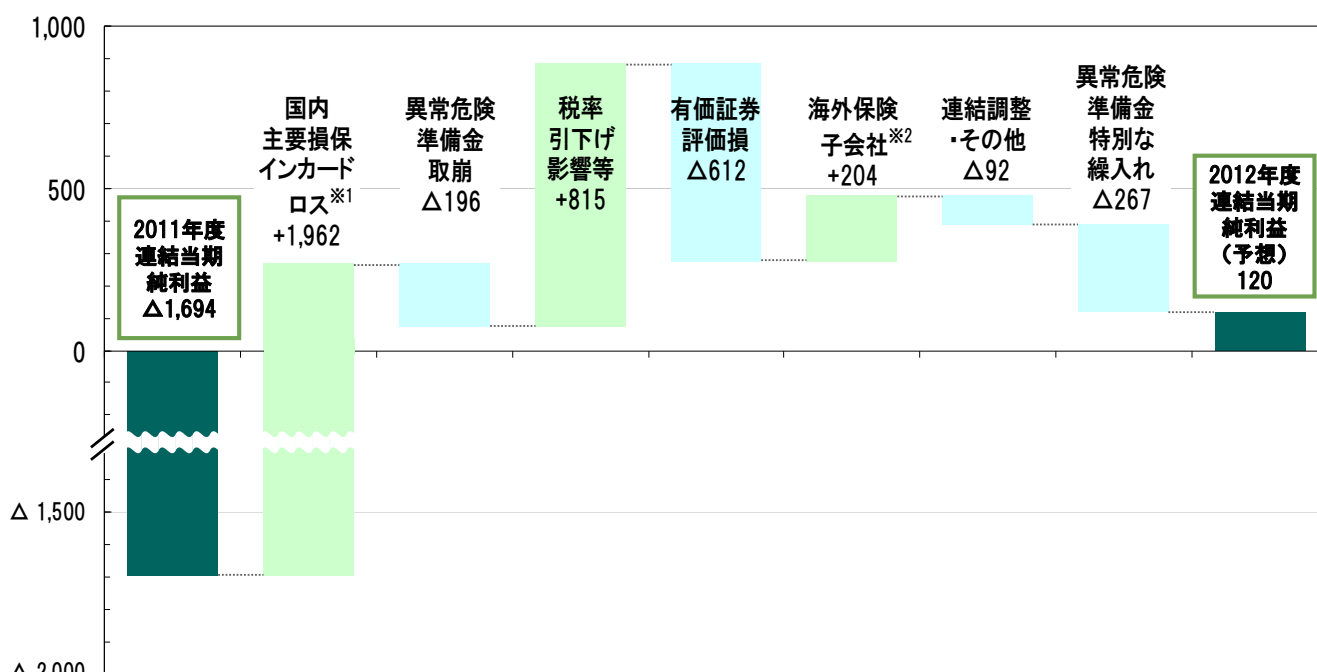 1,000
500
0
△ 1,500
△ 2,000
2011年度
連結当期
純利益
△1,694
国内
主要損保
インカード
ロス※1
+1,962
異常危険
準備金
取崩
△196
税率
引下げ
影響等
+815
有価証券
評価損
△612
海外保険
子会社※2
+204
連結調整
・その他
△92
異常危険
準備金
特別な
繰入れ
△267
2012年度
連結当期
純利益
（予想）
120